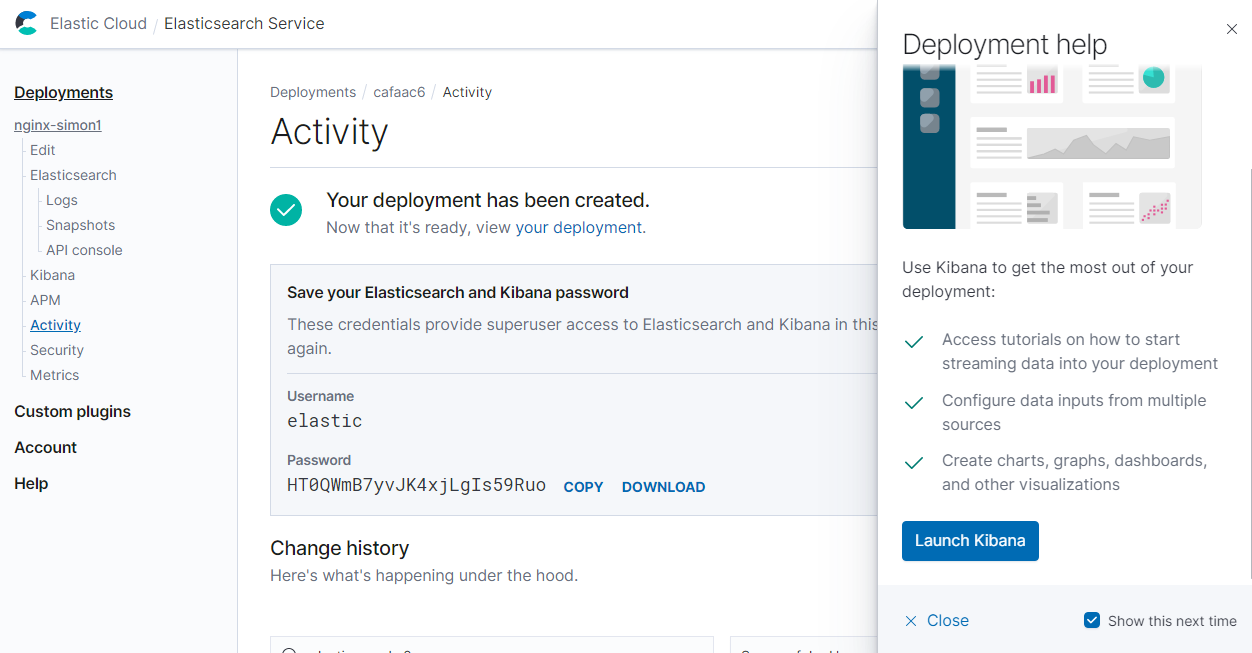 Elastic Cloud / Elasticsearch Service
Deployments
nginx-simon1
Edit
Elasticsearch
Logs
Snapshots
API console
Kibana
APM
Activity
Security
Metrics
Custom plugins
Account
Help
Deployments / cafaac6 / Activity
Activity
Your deployment has been created.
Now that it's ready, view your deployment.
Save your Elasticsearch and Kibana password
These credentials provide superuser access to Elasticsearch and Kibana in this
again.
Username
elastic
Password
HT0QWmB7yvJK4xjLgIs59Ruo COPY DOWNLOAD
Change history
Here's what's happening under the hood.
Deployment help
Use Kibana to get the most out of your
deployment:
Access tutorials on how to start
streaming data into your deployment
Configure data inputs from multiple
sources
Create charts, graphs, dashboards,
and other visualizations
Launch Kibana
Close
Show this next time